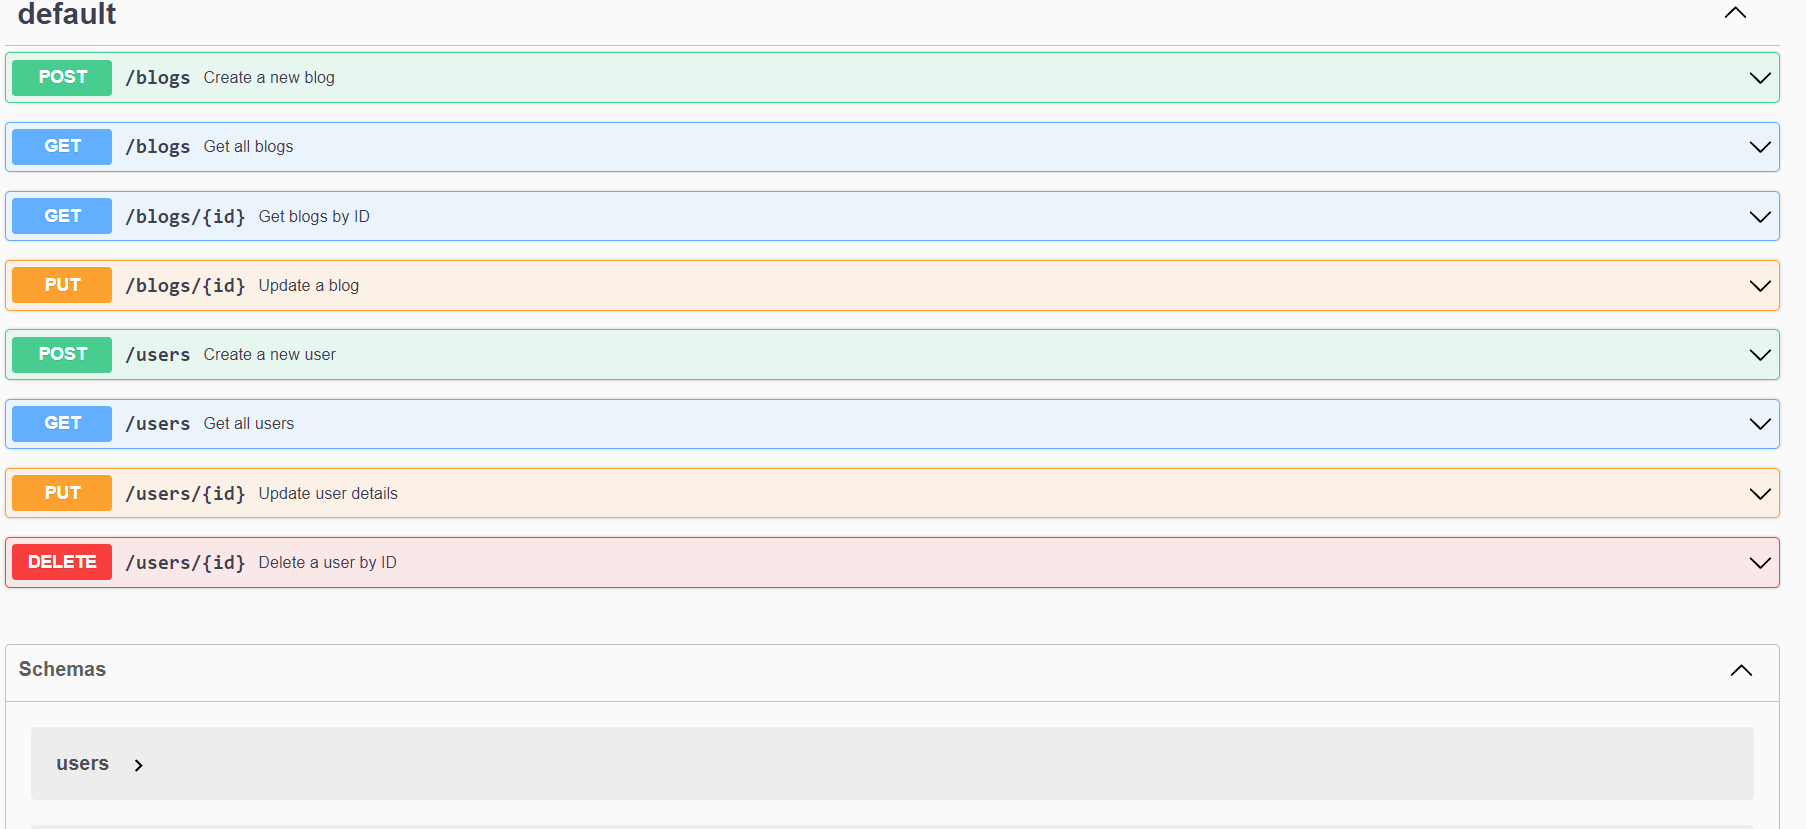 default
POST /blogs Create a new blog
GET /blogs Get all blogs
GET /blogs/{id} Get blogs by ID
PUT /blogs/{id} Update a blog
POST /users Create a new user
GET /users Get all users
PUT /users/{id} Update user details
DELETE /users/{id} Delete a user by ID
Schemas
users